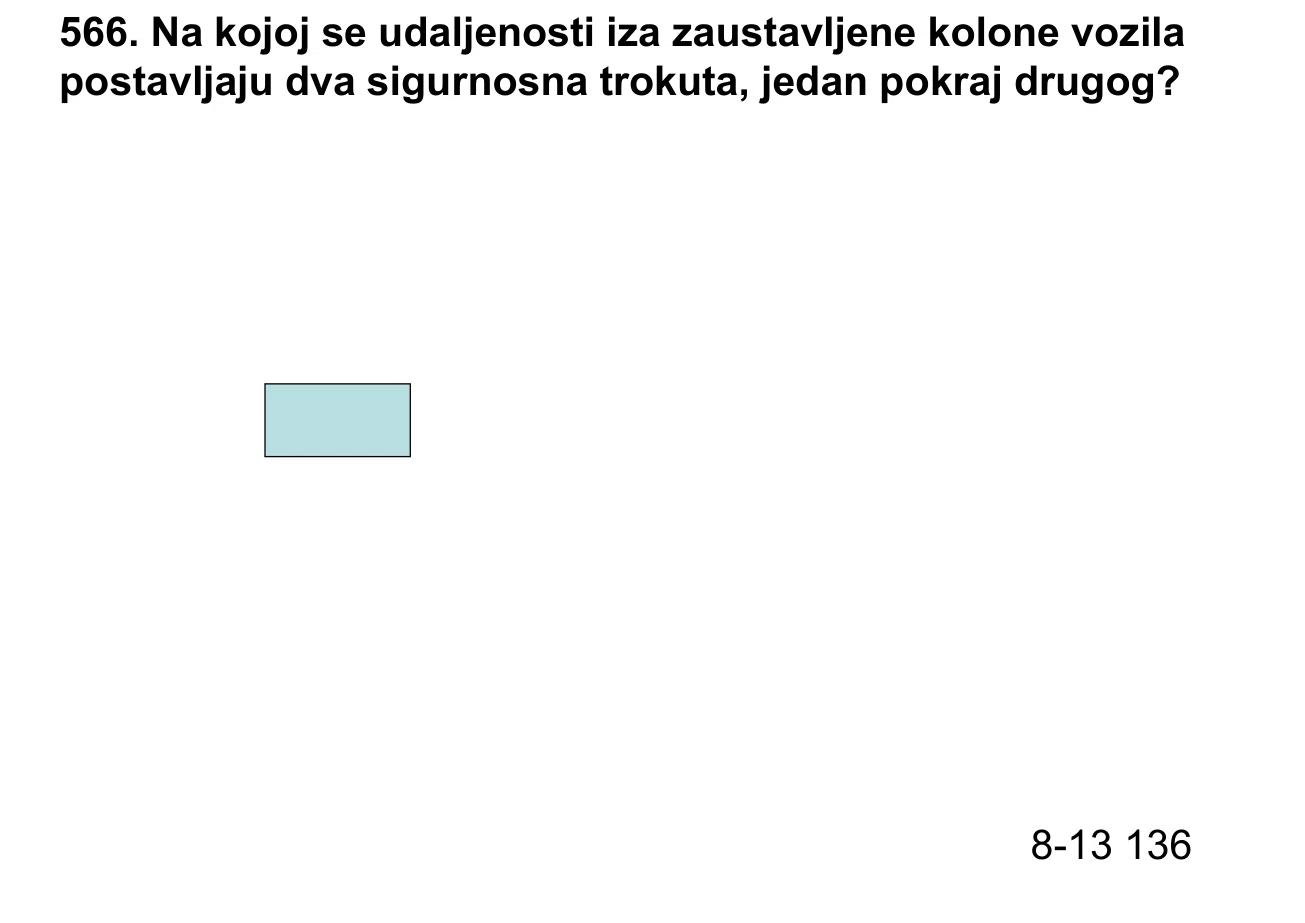 566. Na kojoj se udaljenosti iza zaustavljene kolone vozila
postavljaju dva sigurnosna trokuta, jedan pokraj drugog?
8-13 136